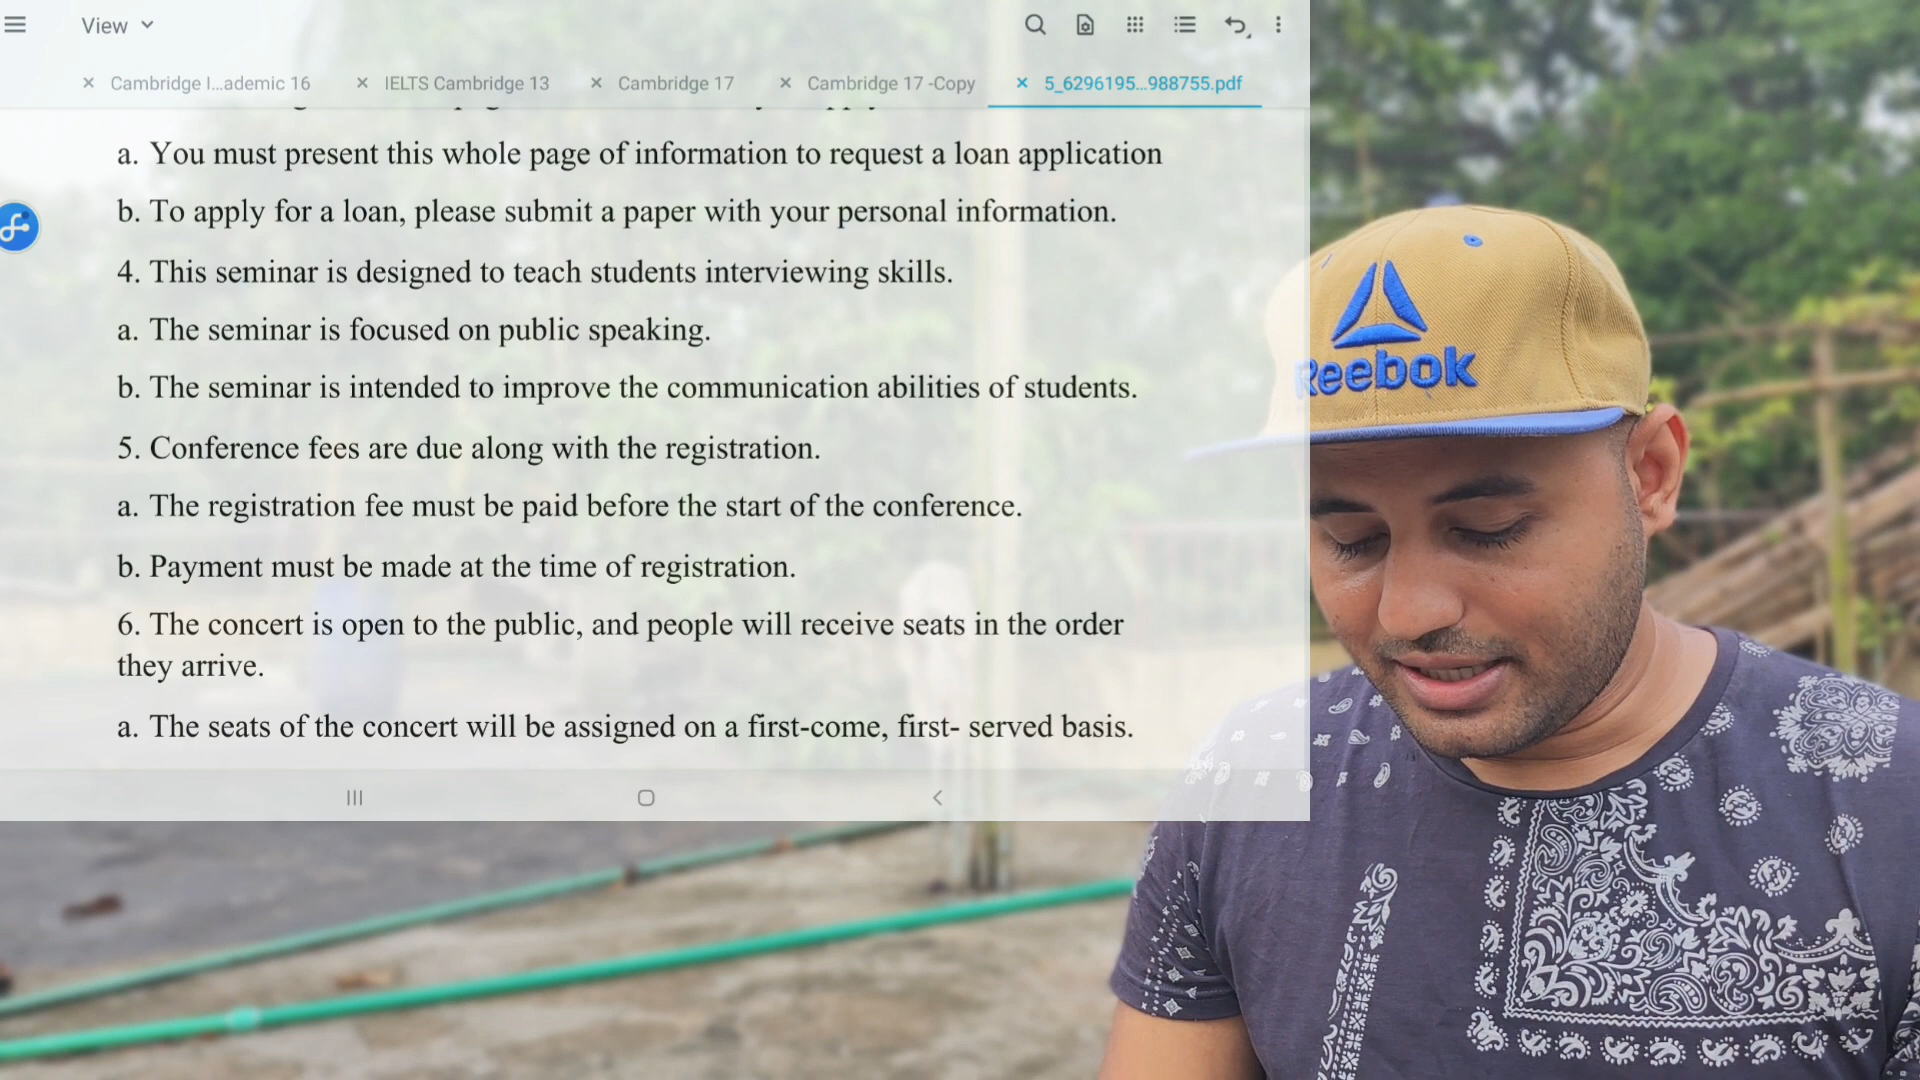 View
Cambridge I...ademic 16
IELTS Cambridge 13
Cambridge 17
Cambridge 17 -Copy
5_6296195...988755.pdf
a. You must present this whole page of information to request a loan application
b. To apply for a loan, please submit a paper with your personal information.
4. This seminar is designed to teach students interviewing skills.
a. The seminar is focused on public speaking.
b. The seminar is intended to improve the communication abilities of students.
5. Conference fees are due along with the registration.
a. The registration fee must be paid before the start of the conference.
b. Payment must be made at the time of registration.
6. The concert is open to the public, and people will receive seats in the order
they arrive.
a. The seats of the concert will be assigned on a first-come, first- served basis.
Reebok